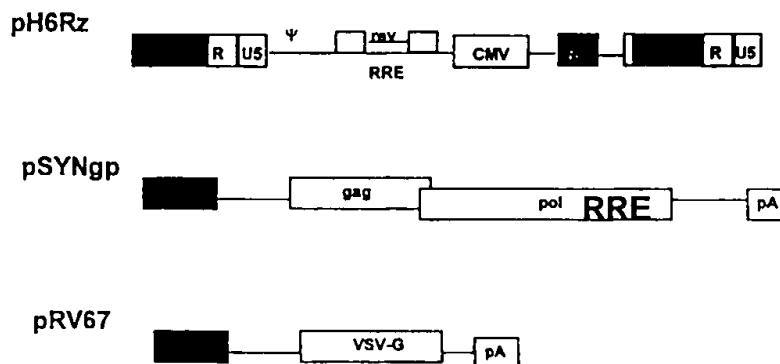 pH6Rz
R U5 Ψ rev RRE CMV R U5
pSYNgp
gag pol RRE pA
pRV67
VSV-G pA